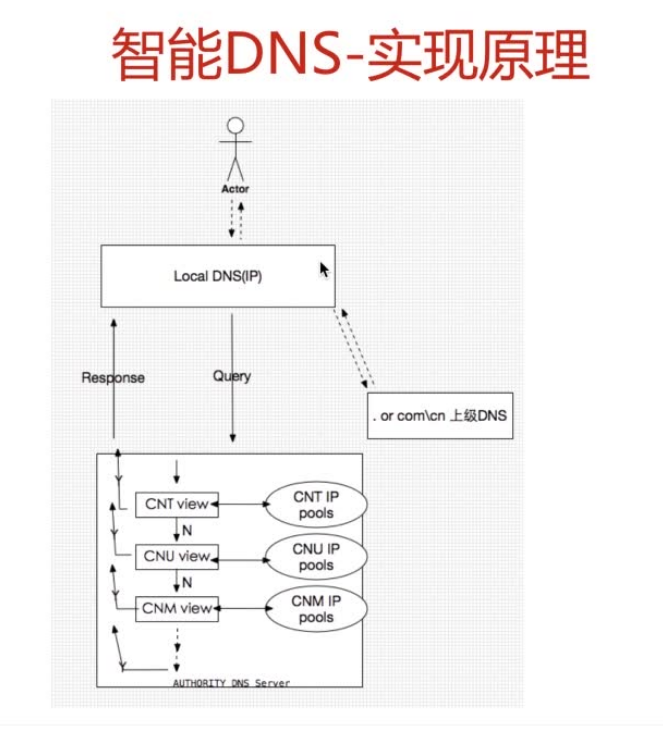 智能DNS-实现原理
Actor
Local DNS(IP)
Response
Query
. or com\cn 上级DNS
CNT view
CNT IP
pools
N
CNU view
CNU IP
pools
N
CNM view
CNM IP
pools
Y
Y
Y
Y
AUTHORITY DNS Server